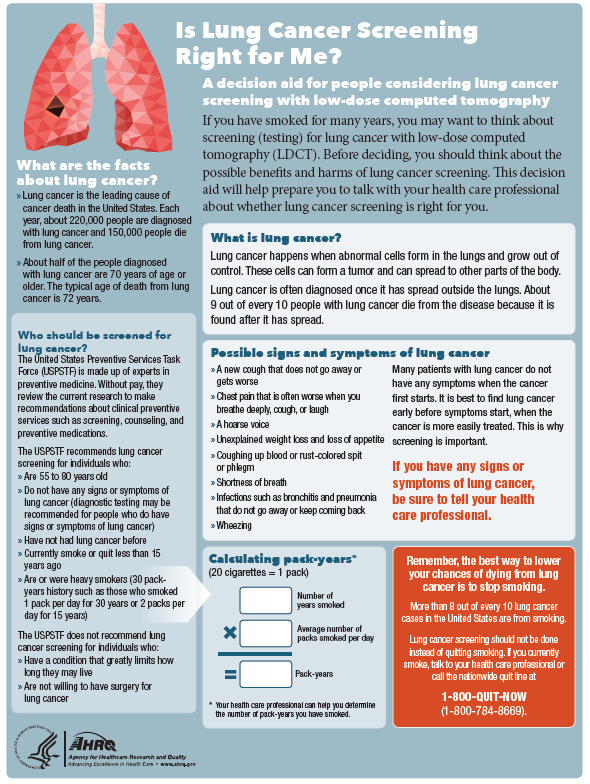 Is Lung Cancer Screening
Right for Me?
A decision aid for people considering lung cancer
screening with low-dose computed tomography
If you have smoked for many years, you may want to think about
screening (testing) for lung cancer with low-dose computed
tomography (LDCT). Before deciding, you should think about the
possible benefits and harms of lung cancer screening. This decision
aid will help prepare you to talk with your health care professional
about whether lung cancer screening is right for you.
What are the facts
about lung cancer?
» Lung cancer is the leading cause of
cancer death in the United States. Each
year, about 220,000 people are diagnosed
with lung cancer and 150,000 people die
from lung cancer.
» About half of the people diagnosed
with lung cancer are 70 years of age or
older. The typical age of death from lung
cancer is 72 years.
Who should be screened for
lung cancer?
The United States Preventive Services Task
Force (USPSTF) is made up of experts in
preventive medicine. Without pay, they
review the current research to make
recommendations about clinical preventive
services such as screening, counseling, and
preventive medications.
The USPSTF recommends lung cancer
screening for individuals who:
» Are 55 to 80 years old
» Do not have any signs or symptoms of
lung cancer (diagnostic testing may be
recommended for people who do have
signs or symptoms of lung cancer)
» Have not had lung cancer before
» Currently smoke or quit less than 15
years ago
» Are or were heavy smokers (30 pack-
years history such as those who smoked
1 pack per day for 30 years or 2 packs per
day for 15 years)
The USPSTF does not recommend lung
cancer screening for individuals who:
» Have a condition that greatly limits how
long they may live
» Are not willing to have surgery for
lung cancer
What is lung cancer?
Lung cancer happens when abnormal cells form in the lungs and grow out of
control. These cells can form a tumor and can spread to other parts of the body.
Lung cancer is often diagnosed once it has spread outside the lungs. About
9 out of every 10 people with lung cancer die from the disease because it is
found after it has spread.
Possible signs and symptoms of lung cancer
» A new cough that does not go away or
gets worse
» Chest pain that is often worse when you
breathe deeply, cough, or laugh
» A hoarse voice
» Unexplained weight loss and loss of appetite
» Coughing up blood or rust-colored spit
or phlegm
» Shortness of breath
» Infections such as bronchitis and pneumonia
that do not go away or keep coming back
» Wheezing
Many patients with lung cancer do not
have any symptoms when the cancer
first starts. It is best to find lung cancer
early before symptoms start, when the
cancer is more easily treated. This is why
screening is important.
If you have any signs or
symptoms of lung cancer,
be sure to tell your health
care professional.
Calculating pack-years*
(20 cigarettes = 1 pack)
Number of
years smoked
× Average number of
packs smoked per day
= Pack-years
* Your health care professional can help you determine
the number of pack-years you have smoked.
Remember, the best way to lower
your chances of dying from lung
cancer is to stop smoking.
More than 8 out of every 10 lung cancer
cases in the United States are from smoking.
Lung cancer screening should not be done
instead of quitting smoking. If you currently
smoke, talk to your health care professional or
call the nationwide quit line at
1-800-QUIT-NOW
(1-800-784-8669).
AHRQ
Agency for Healthcare Research and Quality
Advancing Excellence in Health Care • www.ahrq.gov